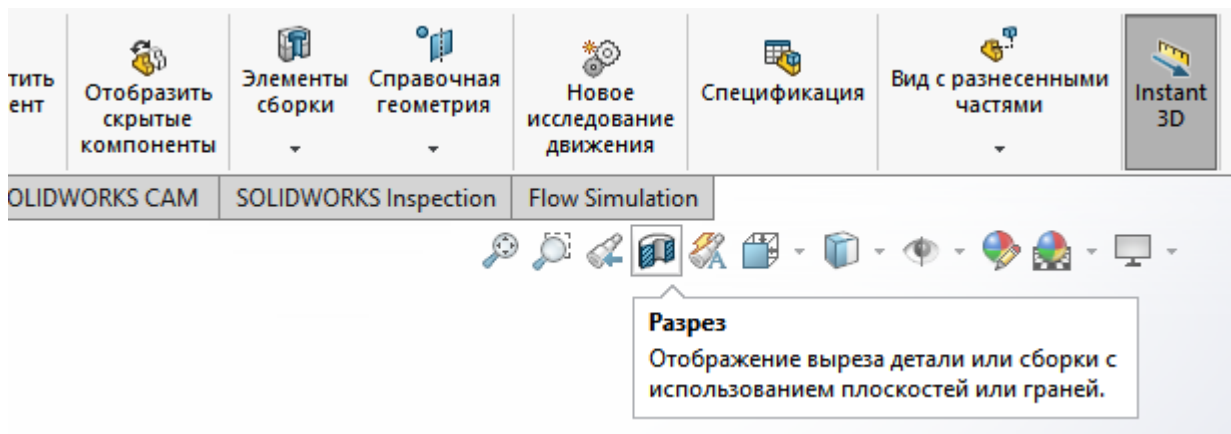 тить
ент
Отобразить
скрытые
компоненты
Элементы
сборки
Справочная
геометрия
Новое
исследование
движения
Спецификация
Вид с разнесенными
частями
Instant
3D
OLIDWORKS CAM
SOLIDWORKS Inspection
Flow Simulation
Разрез
Отображение выреза детали или сборки с
использованием плоскостей или граней.